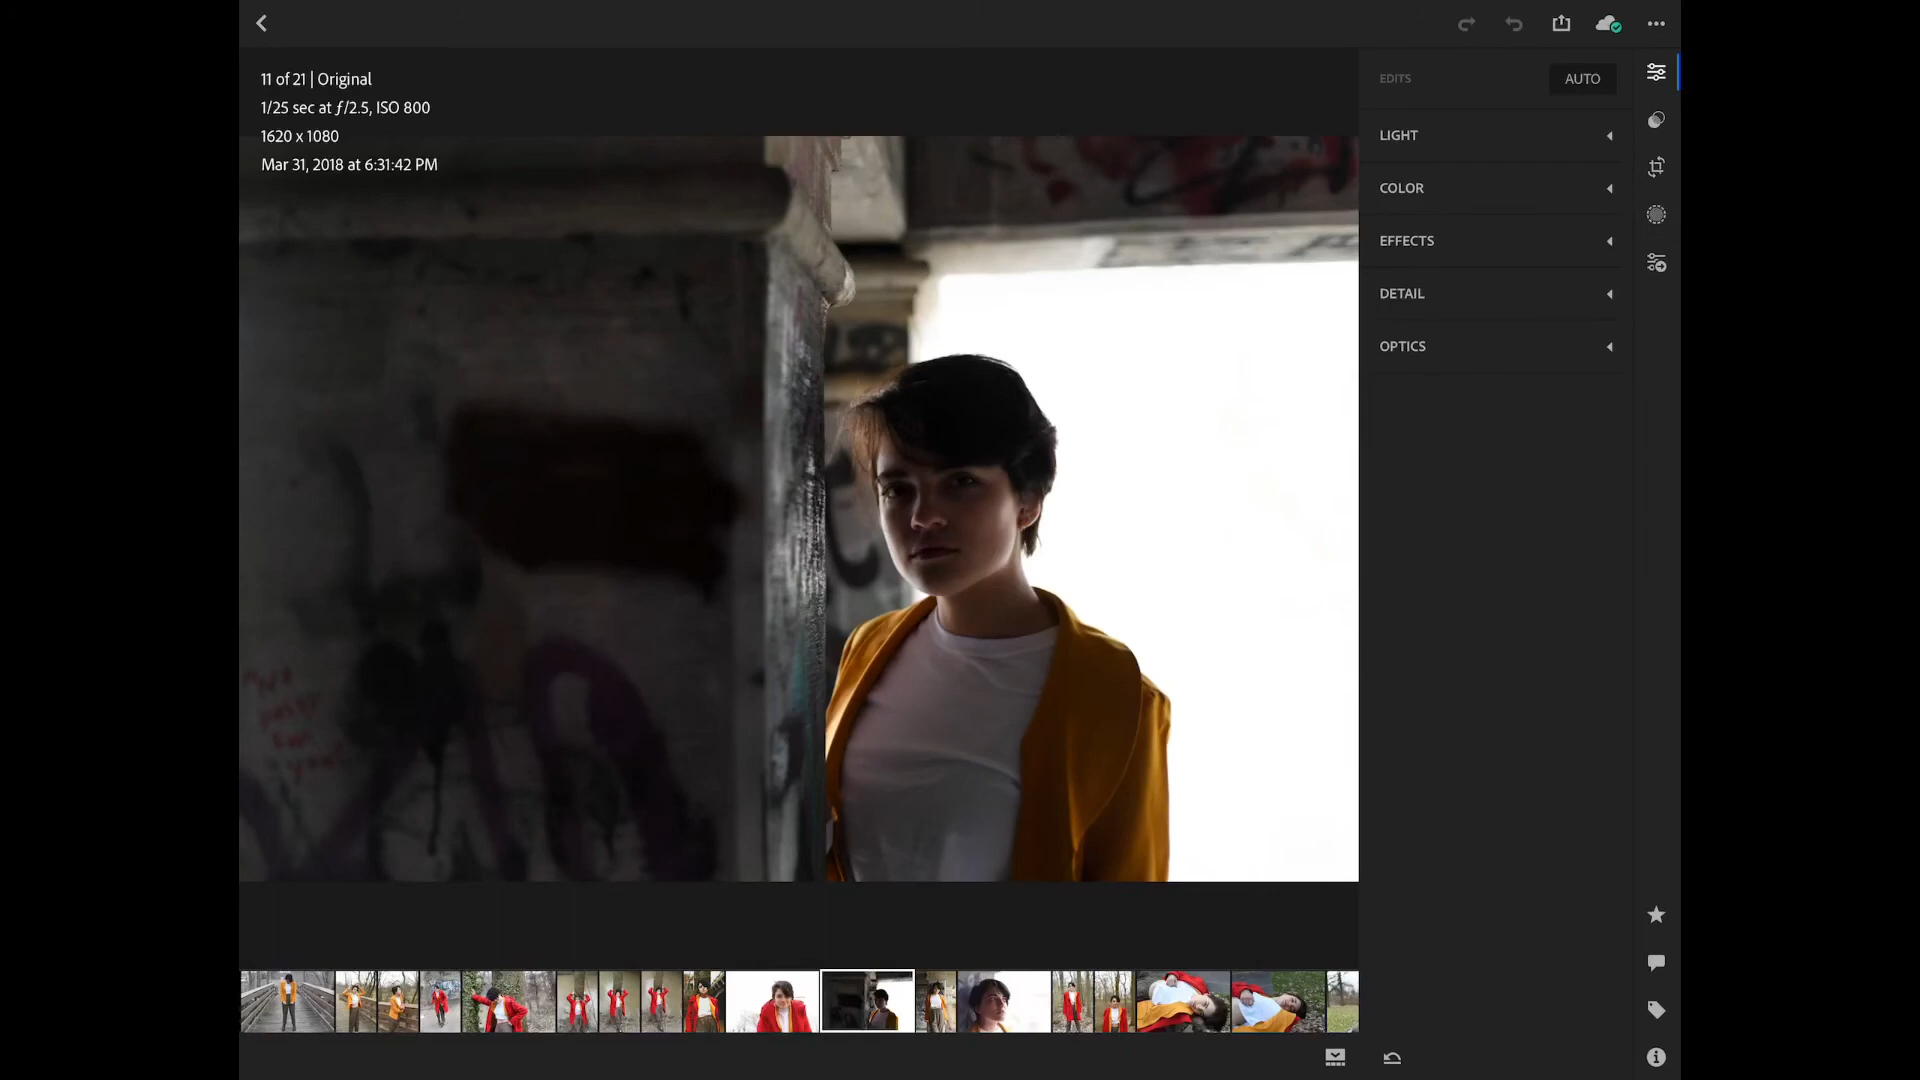 11 of 21 | Original
1/25 sec at ƒ/2.5, ISO 800
1620 x 1080
Mar 31, 2018 at 6:31:42 PM
EDITS
AUTO
LIGHT
COLOR
EFFECTS
DETAIL
OPTICS